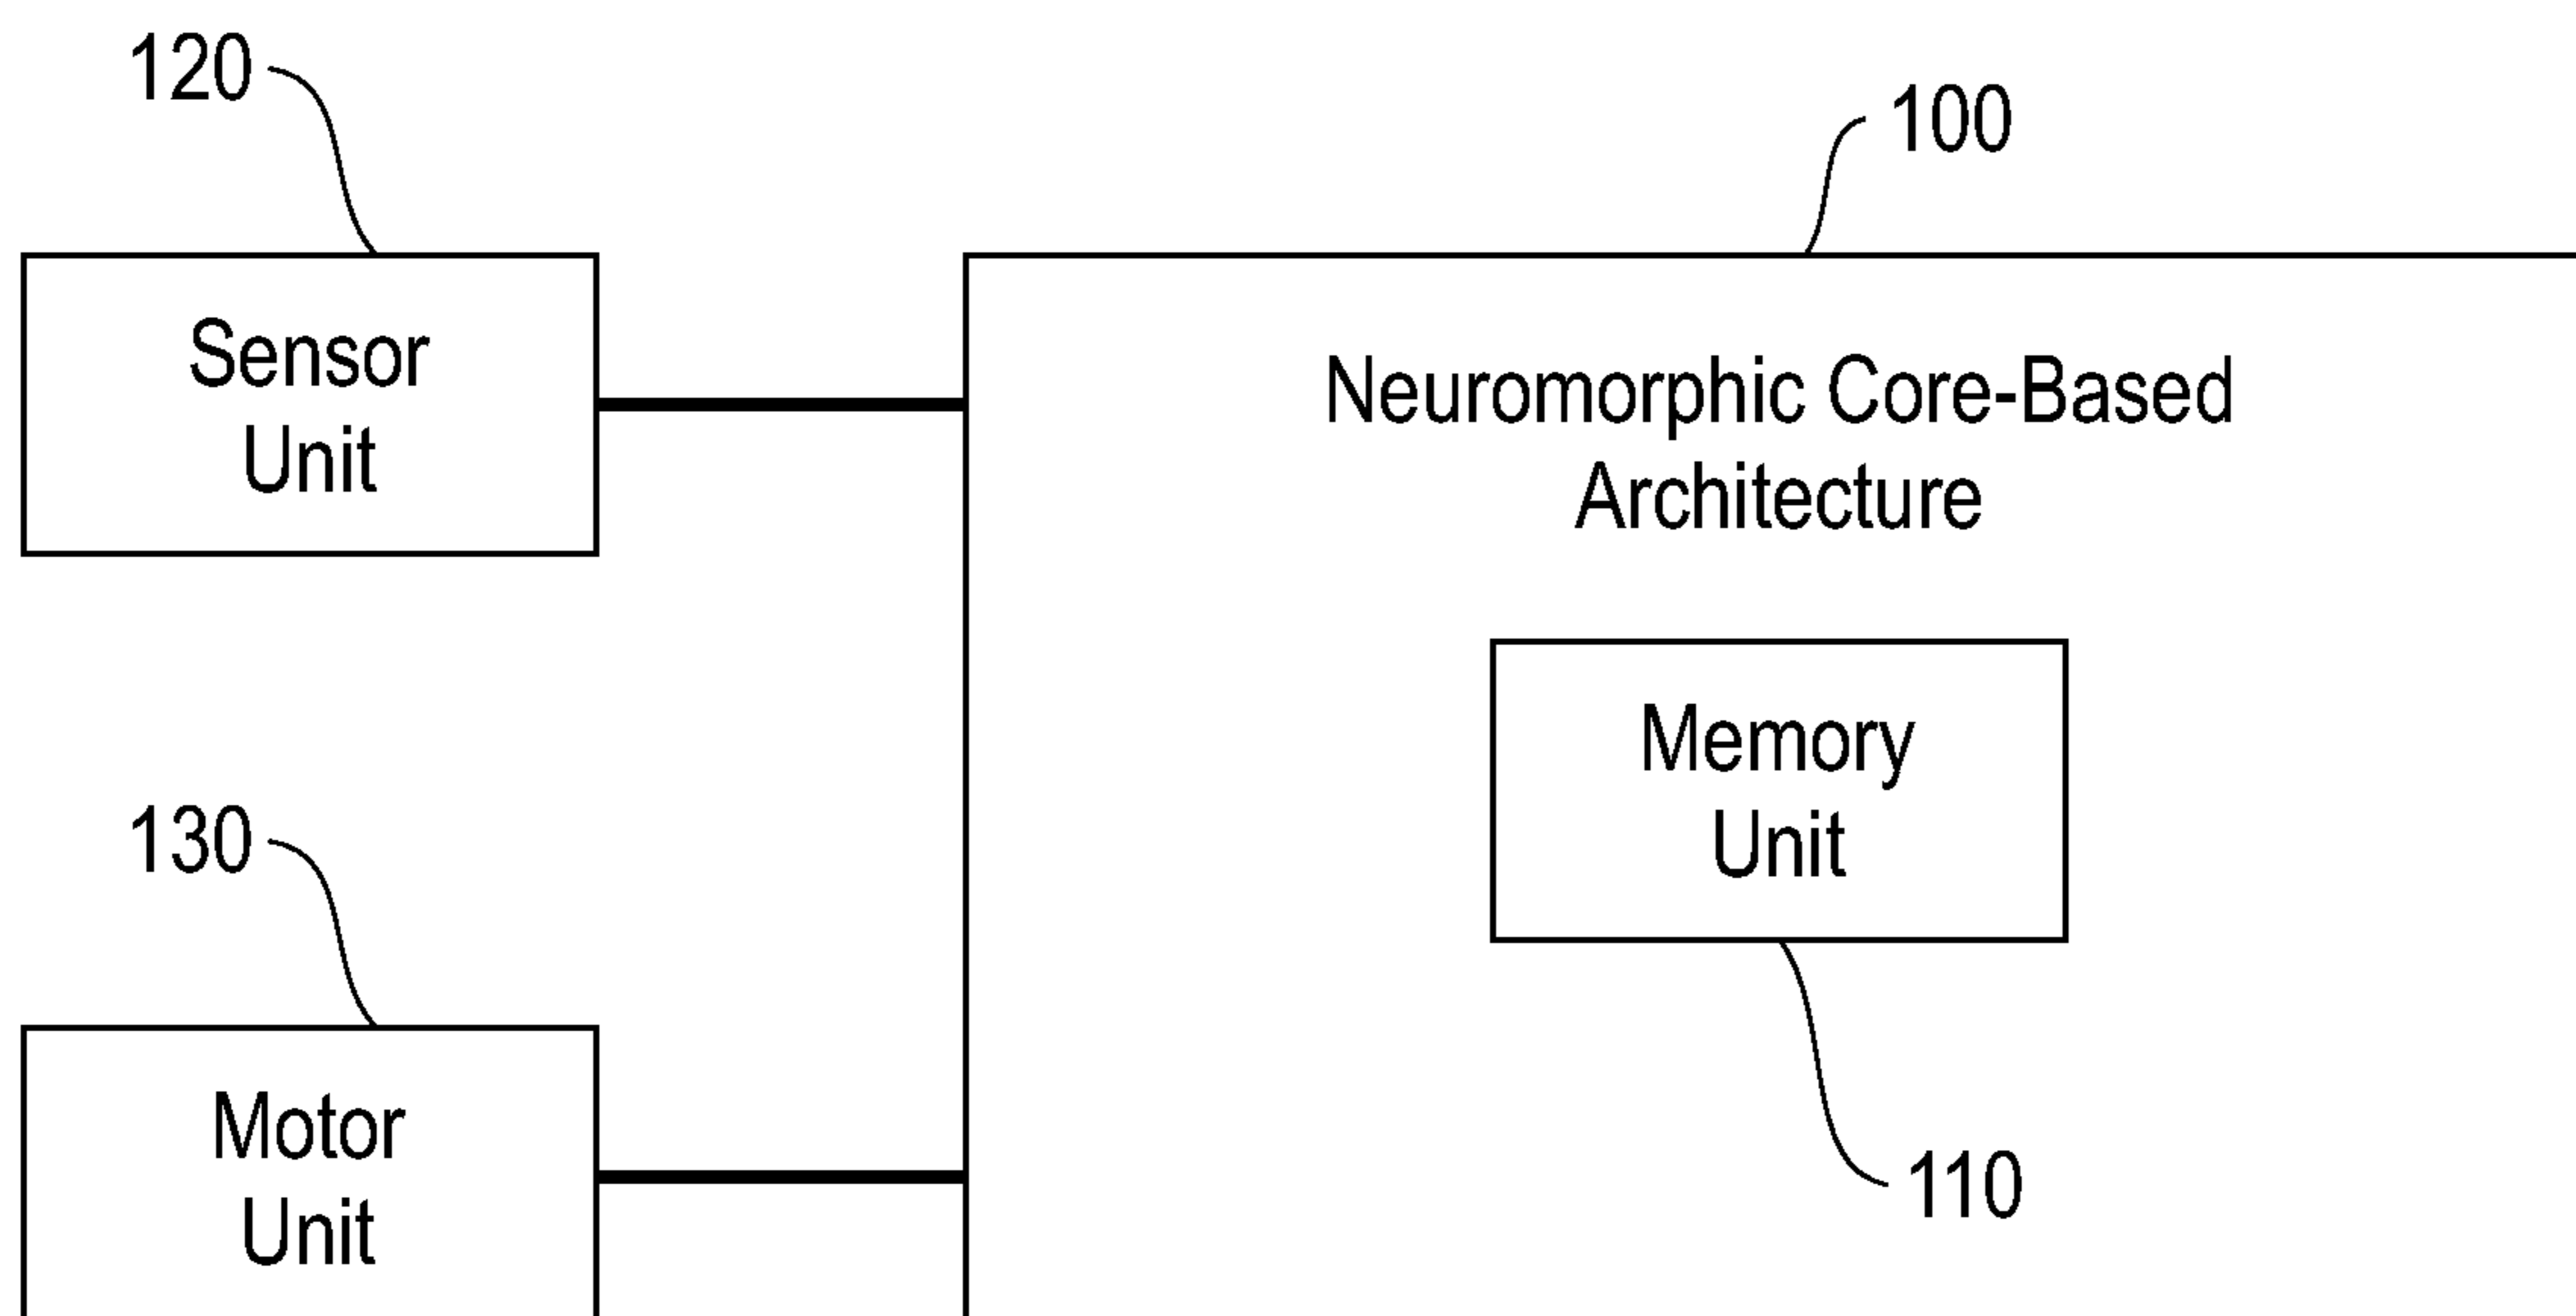 120
100
Sensor
Unit
Neuromorphic Core-Based
Architecture
Memory
Unit
130
Motor
Unit
110